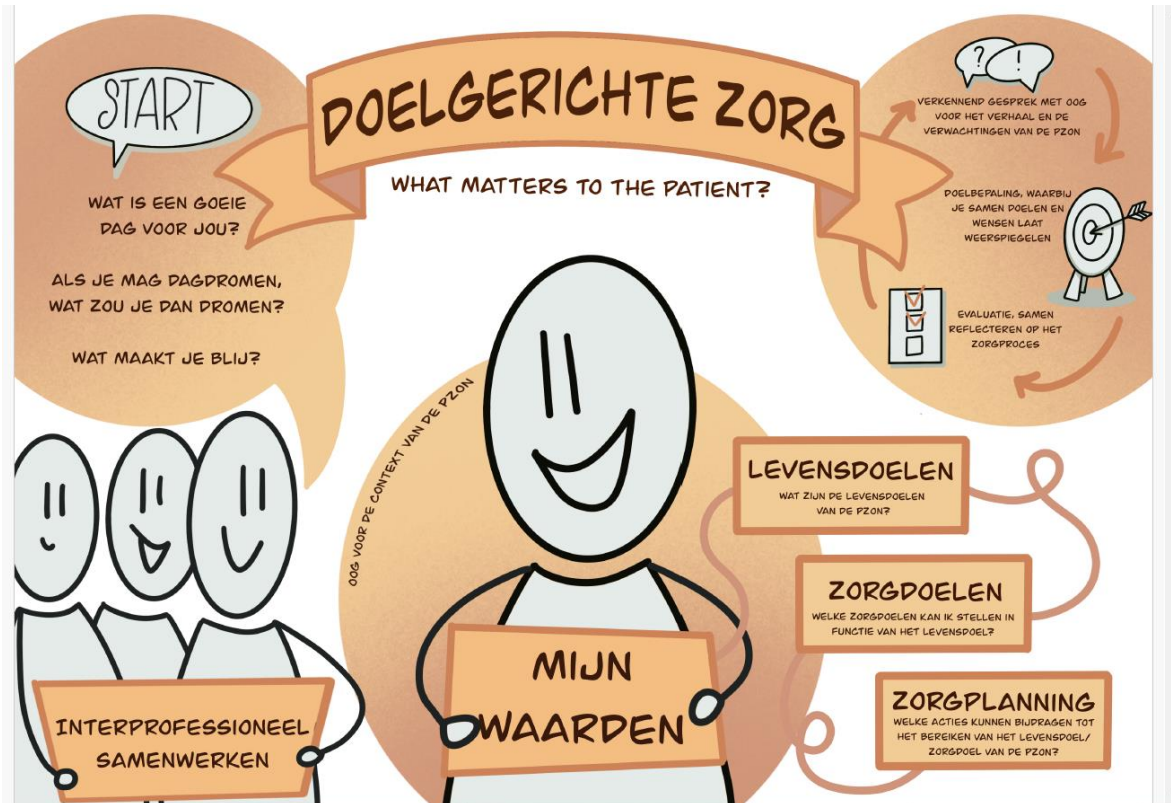 DOELGERICHTE ZORG
WHAT MATTERS TO THE PATIENT?
START
WAT IS EEN GOEIE
DAG VOOR JOU?
ALS JE MAG DAGDROMEN,
WAT ZOU JE DAN DROMEN?
WAT MAAKT JE BLIJ?
?
!
VERKENNEND GESPREK MET OOG
VOOR HET VERHAAL EN DE
VERWACHTINGEN VAN DE PZON
DOELBEPALING, WAARBIJ
JE SAMEN DOELEN EN
WENSEN LAAT
WEERSPIEGELEN
EVALUATIE, SAMEN
REFLECTEREN OP HET
ZORGPROCES
OOG VOOR DE CONTEXT VAN DE PZON
INTERPROFESSIONEEL
SAMENWERKEN
MIJN
WAARDEN
LEVENSDOELEN
WAT ZIJN DE LEVENSDOELEN
VAN DE PZON?
ZORGDOELEN
WELKE ZORGDOELEN KAN IK STELLEN IN
FUNCTIE VAN HET LEVENSDOEL?
ZORGPLANNING
WELKE ACTIES KUNNEN BIJDRAGEN TOT
HET BEREIKEN VAN HET LEVENSDOEL/
ZORGDOEL VAN DE PZON?